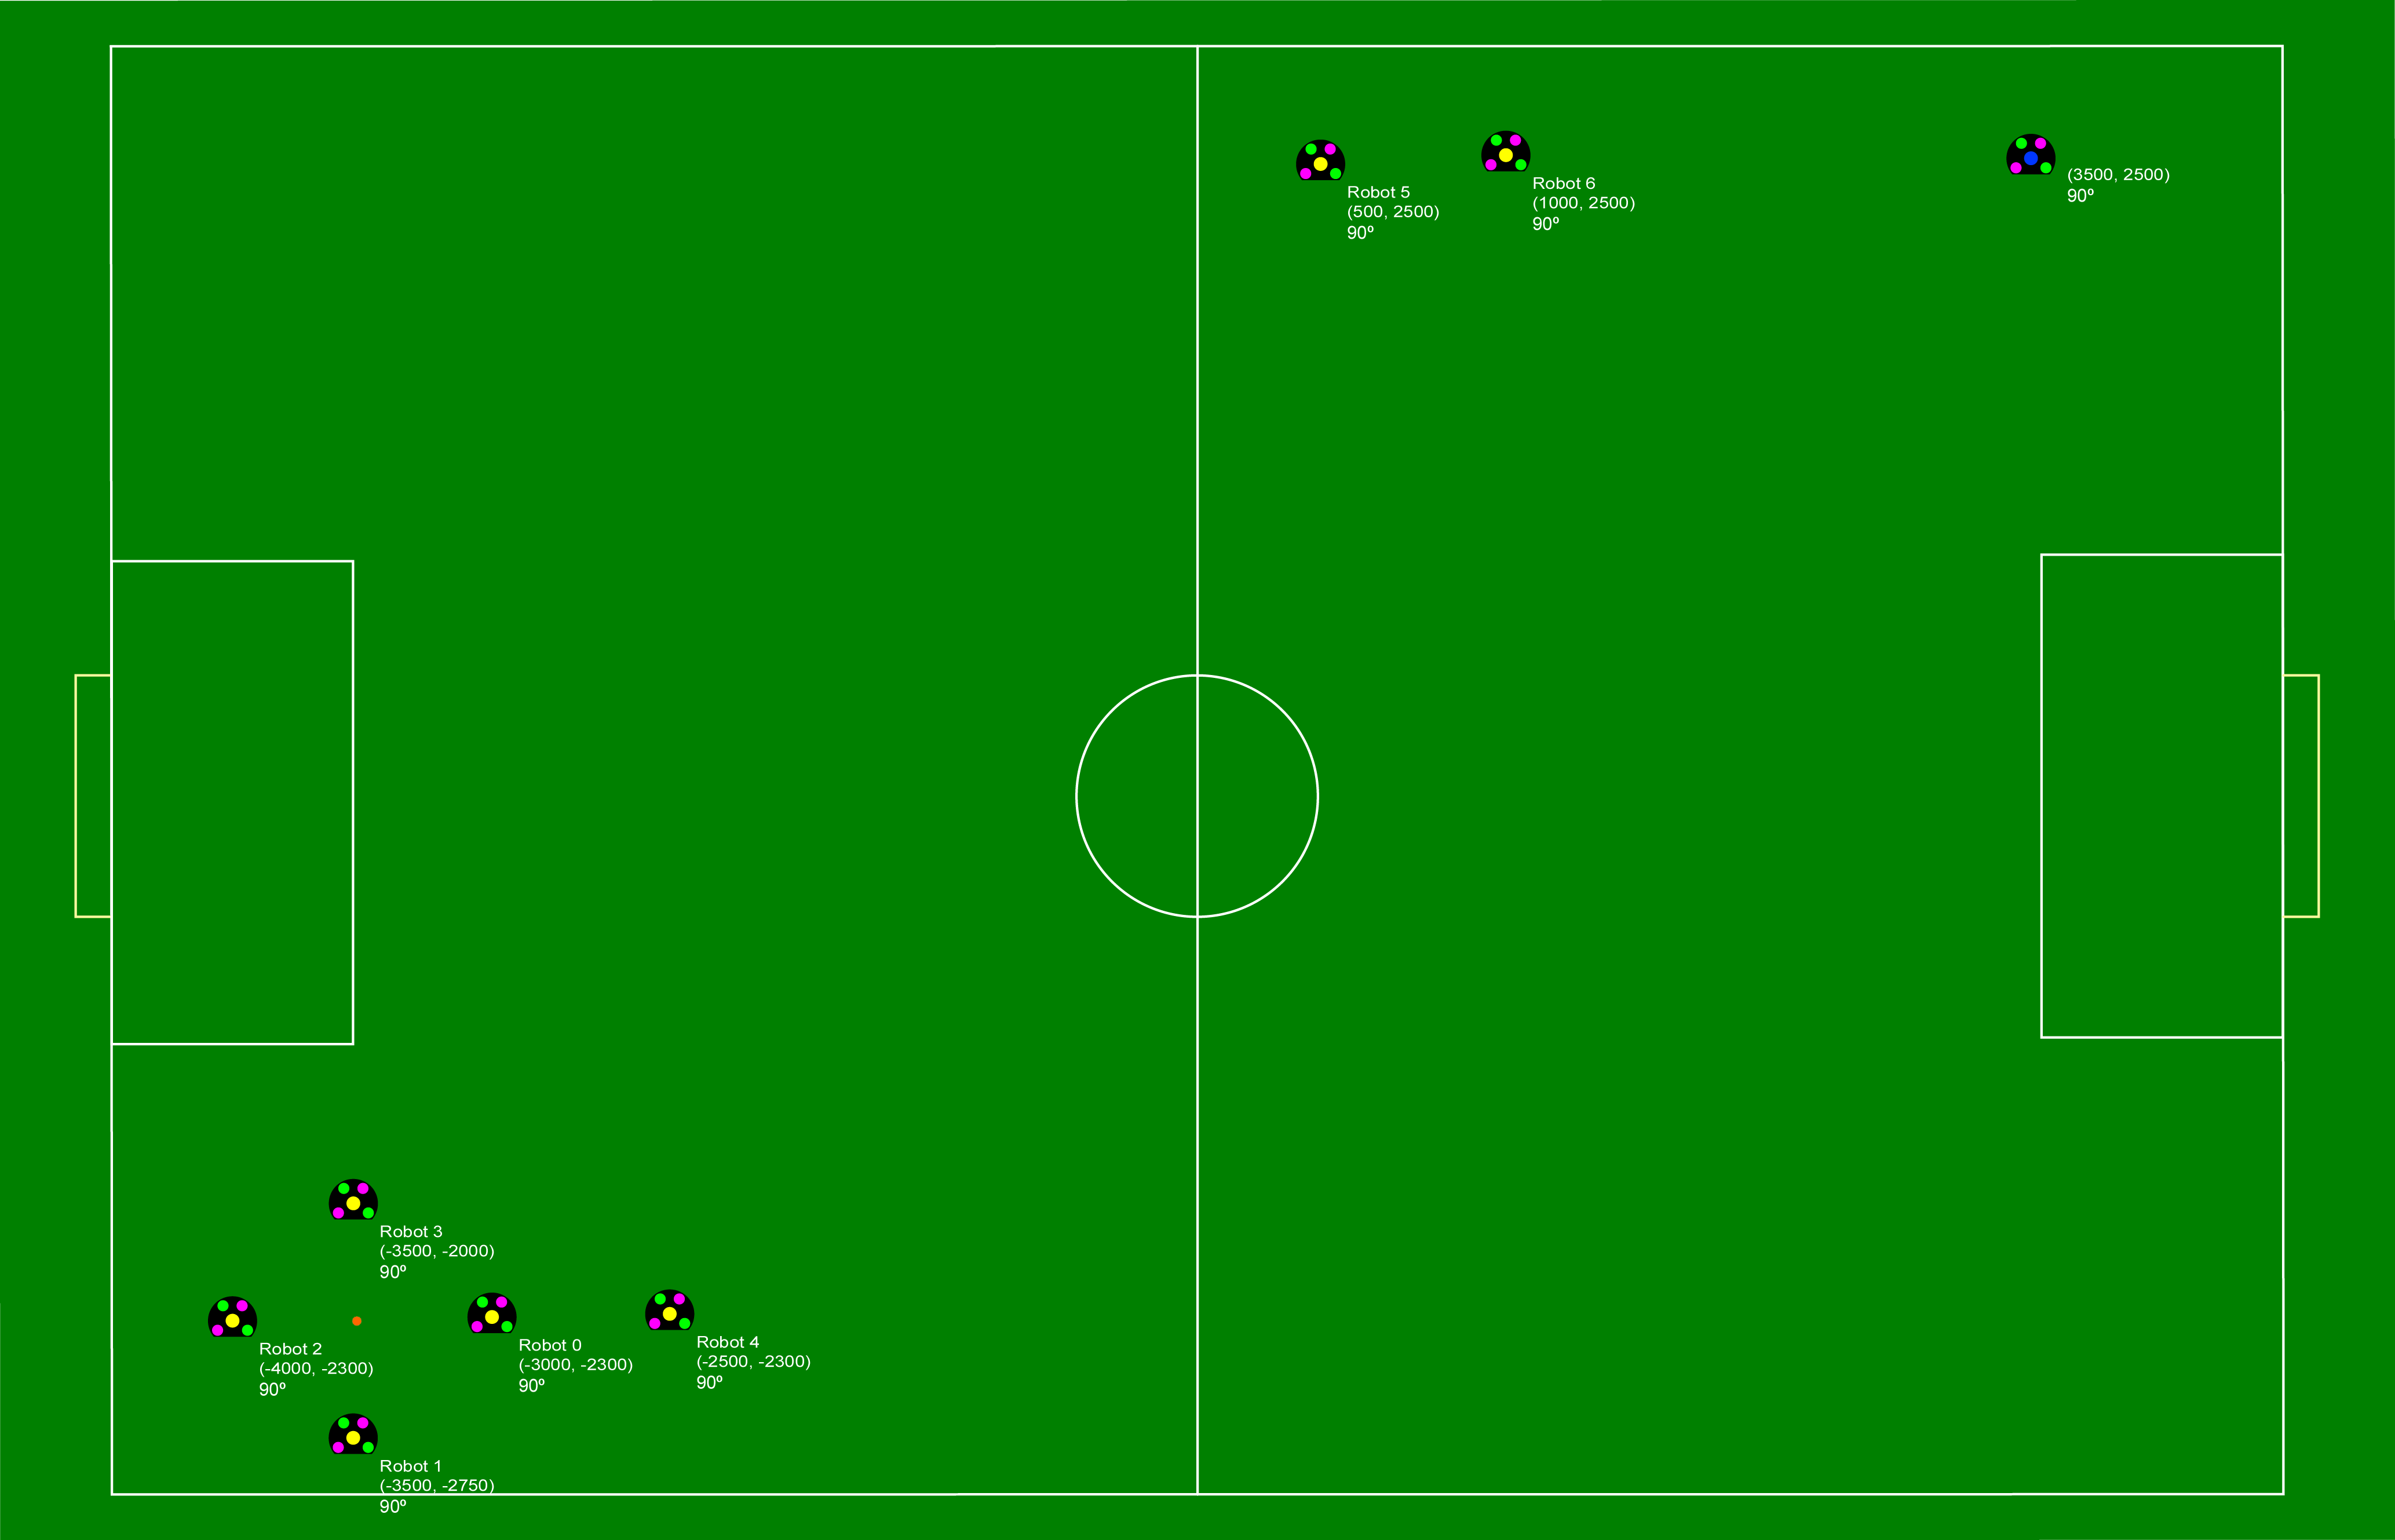 Robot 5
(500, 2500)
90º
Robot 6
(1000, 2500)
90º
(3500, 2500)
90º
Robot 3
(-3500, -2000)
90º
Robot 2
(-4000, -2300)
90º
Robot 0
(-3000, -2300)
90º
Robot 4
(-2500, -2300)
90º
Robot 1
(-3500, -2750)
90º